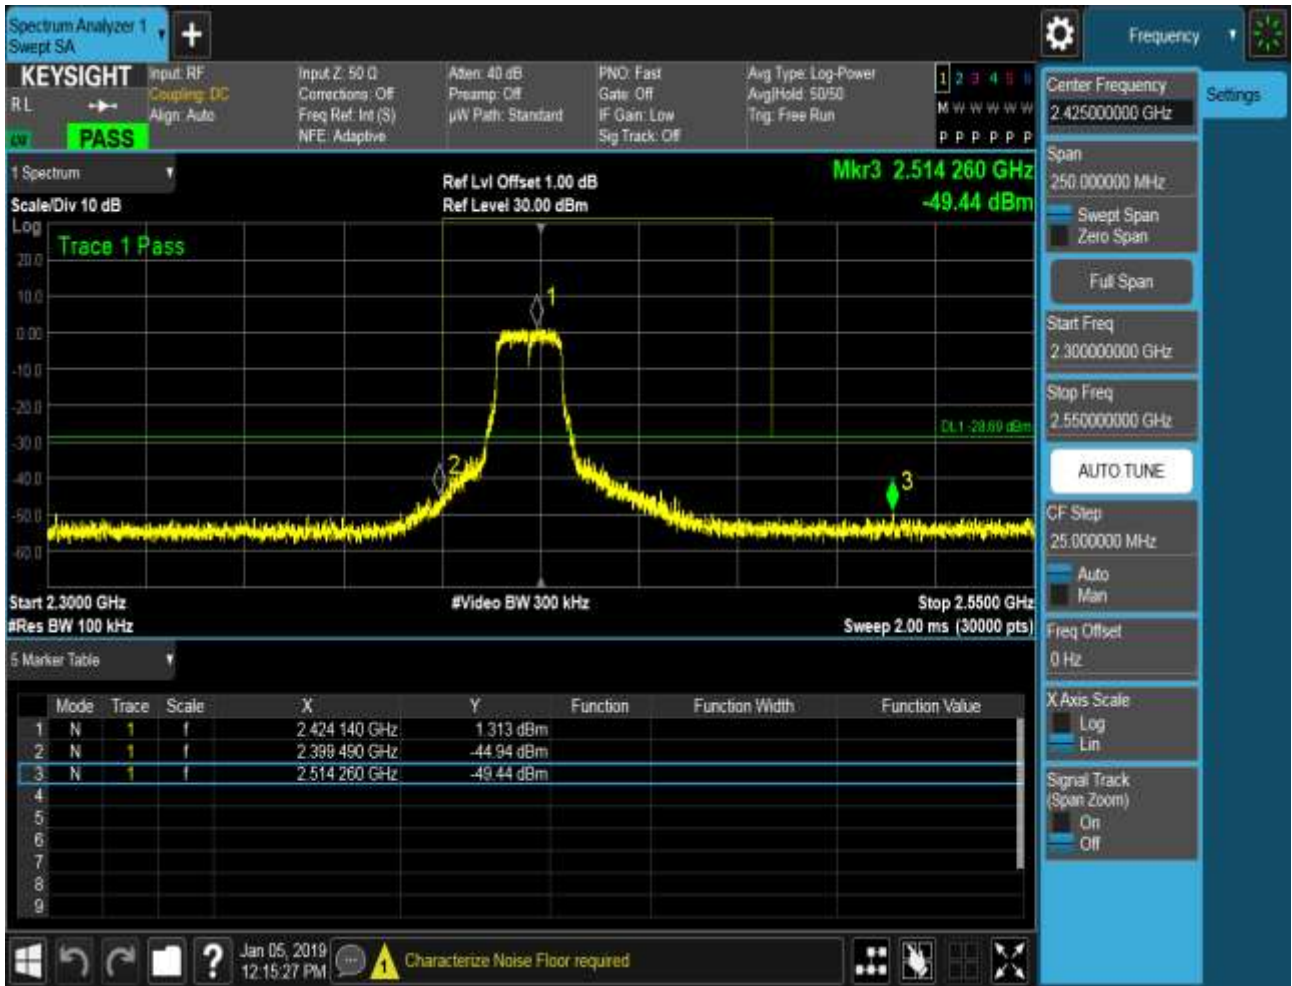 Spectrum Analyzer 1
Swept SA
Frequency
KEYSIGHT
R L
PASS
Input: RF
Coupling: DC
Align: Auto
Input Z: 50 Ω
Corrections: Off
Freq Ref: Int (S)
NFE: Adaptive
Atten: 40 dB
Preamp: Off
µW Path: Standard
PNO: Fast
Gate: Off
IF Gain: Low
Sig Track: Off
Avg Type: Log-Power
Avg|Hold: 50/50
Trig: Free Run
1 2 3 4 5 6
M W W W W W
P P P P P P
1 Spectrum
Scale/Div 10 dB
Ref Lvl Offset 1.00 dB
Ref Level 30.00 dBm
Mkr3 2.514 260 GHz
-49.44 dBm
Log
Trace 1 Pass
20.0
10.0
0.00
-10.0
-20.0
-30.0
-40.0
-50.0
-60.0
1
2
3
DL1 -28.69 dBm
Start 2.3000 GHz
#Video BW 300 kHz
Stop 2.5500 GHz
#Res BW 100 kHz
Sweep 2.00 ms (30000 pts)
5 Marker Table
Mode Trace Scale X Y Function Function Width Function Value
1 N 1 f 2.424 140 GHz 1.313 dBm
2 N 1 f 2.399 490 GHz -44.94 dBm
3 N 1 f 2.514 260 GHz -49.44 dBm
4
5
6
7
8
9
Center Frequency
2.425000000 GHz
Settings
Span
250.000000 MHz
Swept Span
Zero Span
Full Span
Start Freq
2.300000000 GHz
Stop Freq
2.550000000 GHz
AUTO TUNE
CF Step
25.000000 MHz
Auto
Man
Freq Offset
0 Hz
X Axis Scale
Log
Lin
Signal Track
(Span Zoom)
On
Off
?
Jan 05, 2019
12:15:27 PM
1
Characterize Noise Floor required